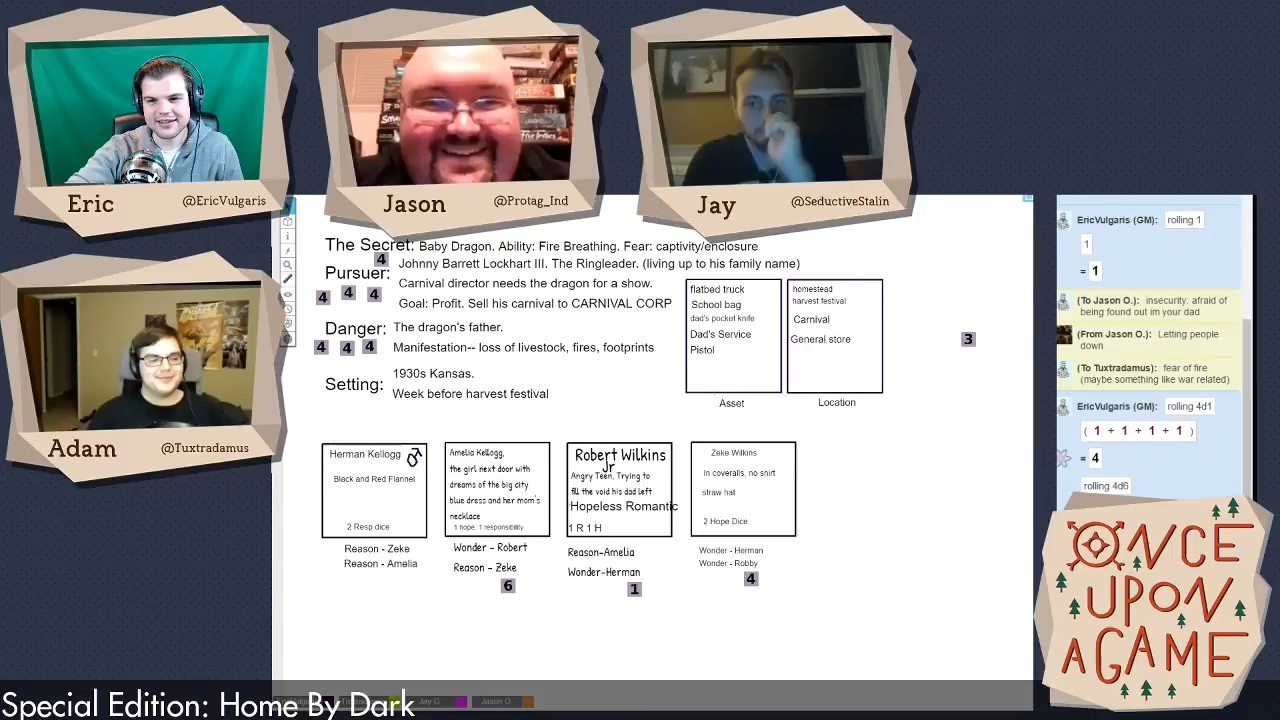 Eric @EricVulgaris
Jason @Protag_Ind
Jay @SeductiveStalin
Adam @Tuxtradamus
The Secret: Baby Dragon. Ability: Fire Breathing. Fear: captivity/enclosure
4
Pursuer: Johnny Barrett Lockhart III. The Ringleader. (living up to his family name)
Carnival director needs the dragon for a show.
4 4 4
Goal: Profit. Sell his carnival to CARNIVAL CORP
Danger: The dragon's father.
4 4 4
Manifestation-- loss of livestock, fires, footprints
Setting: 1930s Kansas.
Week before harvest festival
flatbed truck
School bag
dad's pocket knife
Dad's Service
Pistol
Asset
homestead
harvest festival
Carnival
General store
Location
3
Herman Kellogg
Black and Red Flannel
2 Resp dice
Reason - Zeke
Reason - Amelia
Amelia Kellogg,
the girl next door with
dreams of the big city
blue dress and her mom's
necklace
1 hope, 1 responsibility
Wonder - Robert
Reason - Zeke
6
Robert Wilkins
Jr
Angry Teen, Trying to
fill the void his dad left
Hopeless Romantic
1 R 1 H
Reason-Amelia
Wonder-Herman
1
Zeke Wilkins
In coveralls, no shirt
straw hat
2 Hope Dice
Wonder - Herman
Wonder - Robby
4
EricVulgaris (GM): rolling 1
1
= 1
(To Jason O.): insecurity: afraid of
being found out im your dad
(From Jason O.): Letting people
down
(To Tuxtradamus): fear of fire
(maybe something like war related)
EricVulgaris (GM): rolling 4d1
( 1 + 1 + 1 + 1 )
= 4
rolling 4d6
ONCE
UPON
A GAME
Jay G
Jason O
Special Edition: Home By Dark